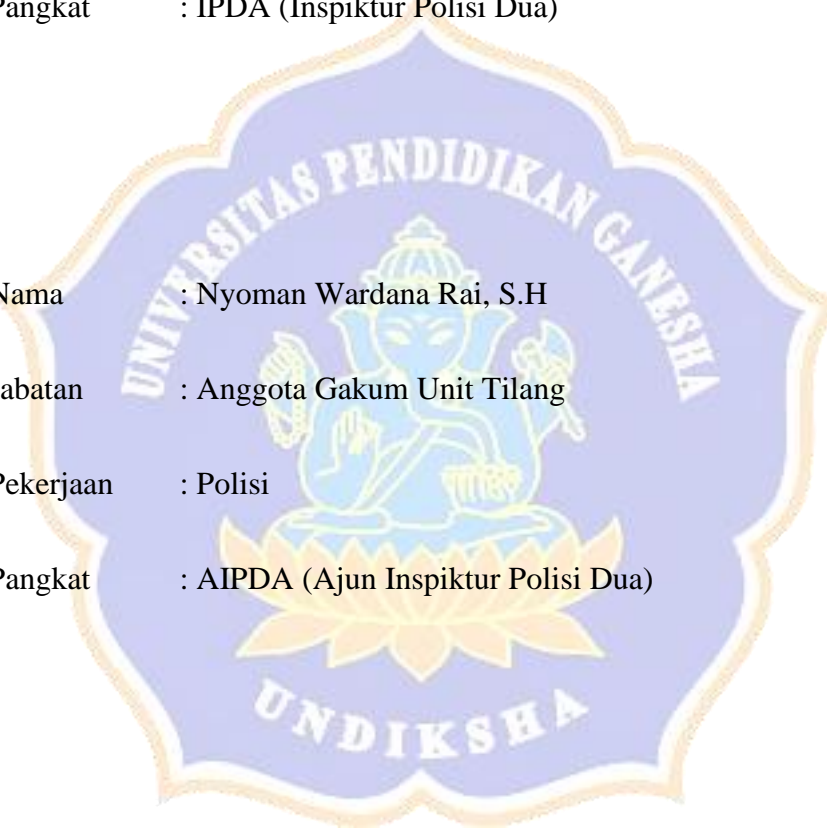 Pangkat : IPDA (Inspiktur Polisi Dua)
UNIVERSITAS PENDIDIKAN GANESHA
Nama : Nyoman Wardana Rai, S.H
abatan : Anggota Gakum Unit Tilang
Pekerjaan : Polisi
Pangkat : AIPDA (Ajun Inspiktur Polisi Dua)
UNDIKSHA